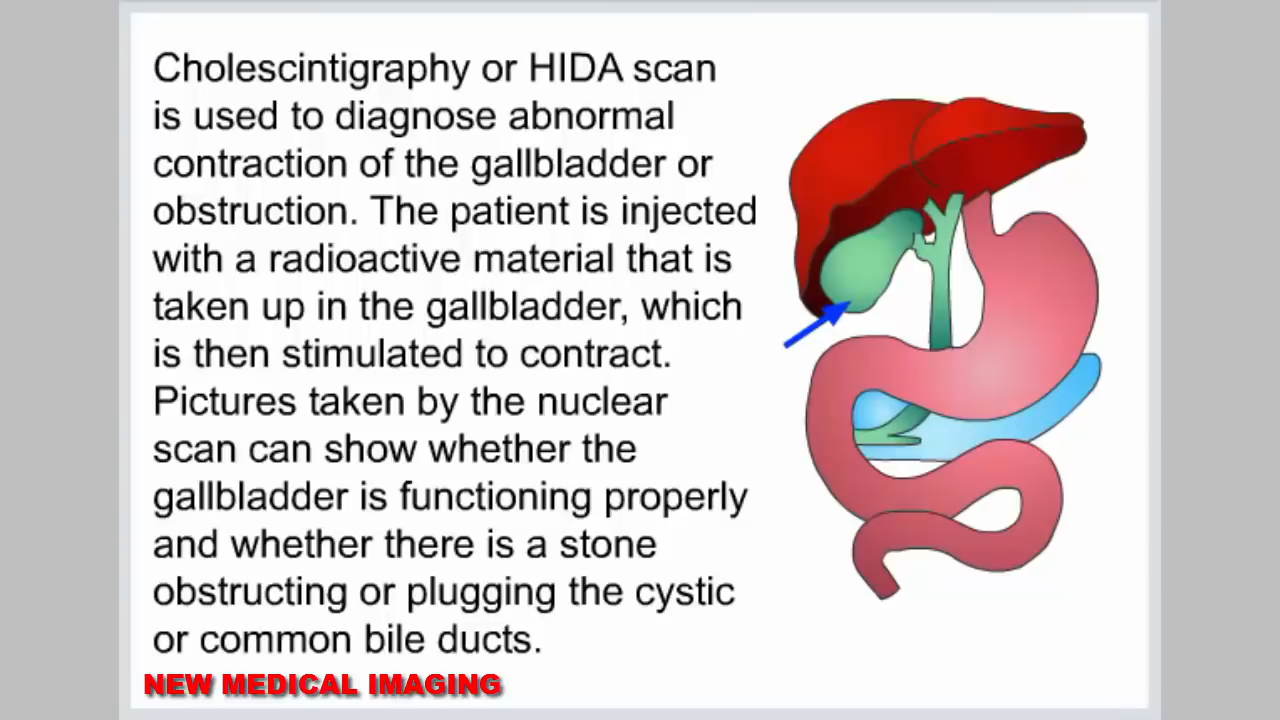 Cholescintigraphy or HIDA scan
is used to diagnose abnormal
contraction of the gallbladder or
obstruction. The patient is injected
with a radioactive material that is
taken up in the gallbladder, which
is then stimulated to contract.
Pictures taken by the nuclear
scan can show whether the
gallbladder is functioning properly
and whether there is a stone
obstructing or plugging the cystic
or common bile ducts.
NEW MEDICAL IMAGING